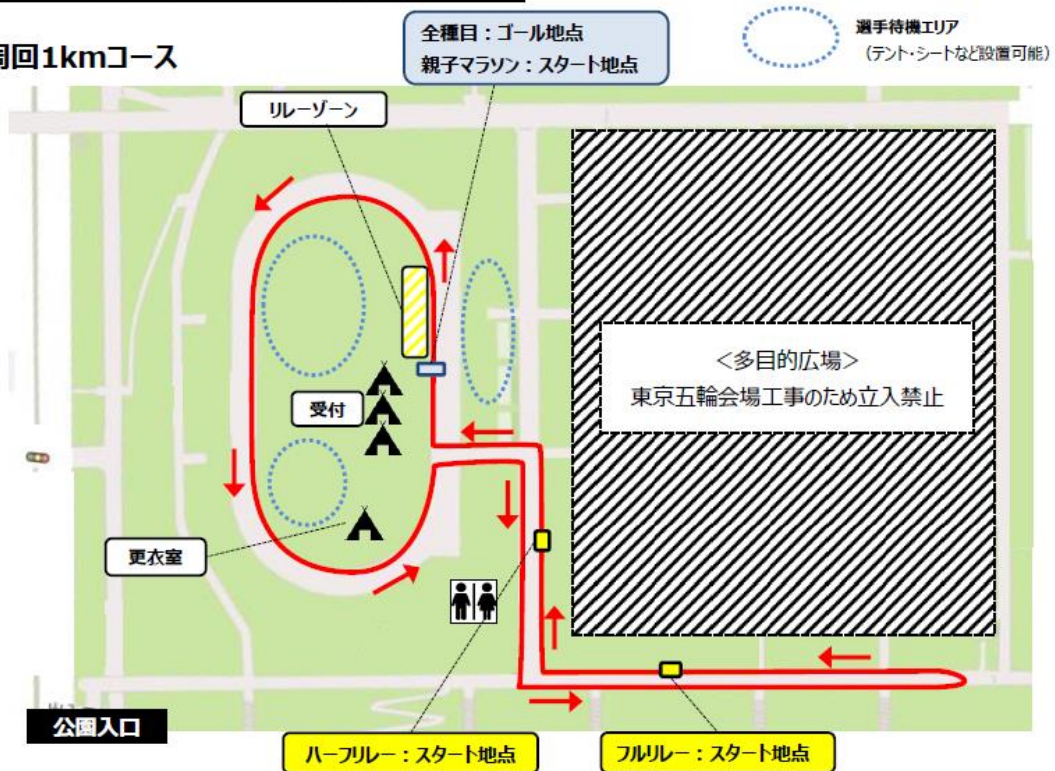 周回1kmコース
全種目：ゴール地点
親子マラソン：スタート地点
選手待機エリア
（テント・シートなど設置可能）
リレーゾーン
＜多目的広場＞
東京五輪会場工事のため立入禁止
受付
更衣室
公園入口
ハーフリレー：スタート地点
フルリレー：スタート地点